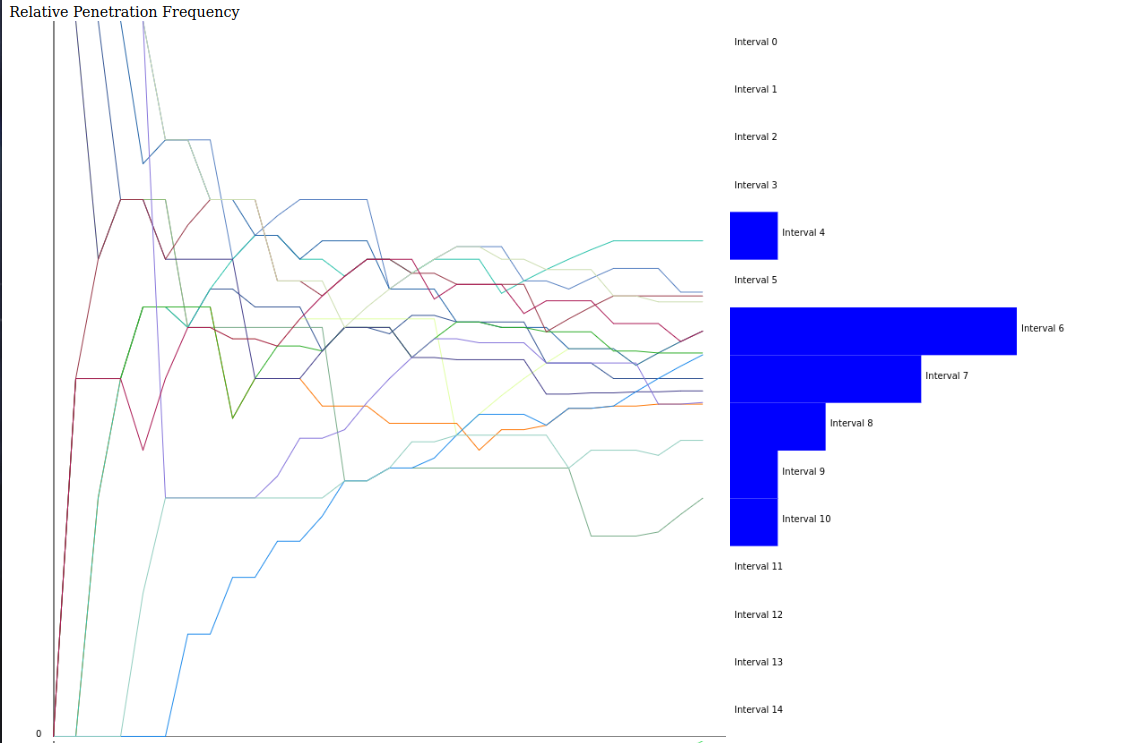 Relative Penetration Frequency
Interval 0
Interval 1
Interval 2
Interval 3
Interval 4
Interval 5
Interval 6
Interval 7
Interval 8
Interval 9
Interval 10
Interval 11
Interval 12
Interval 13
Interval 14
0